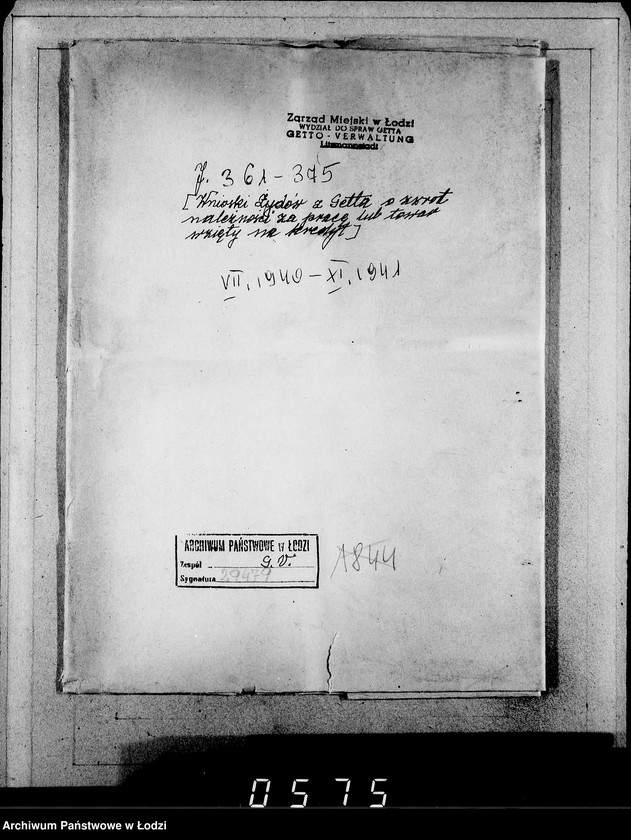 Zarząd Miejski w Łodzi
WYDZIAŁ DO SPRAW GETTA
GETTO - VERWALTUNG
Litzmannstadt
J. 361 - 375
[Wnioski Żydów z Getta o zwrot
należności za pracę lub towar
wzięty na kredyt]
VII. 1940 - XI. 1941
ARCHIWUM PAŃSTWOWE w ŁODZI
Zespół G. V.
Sygnatura 29479
1844
0575
Archiwum Państwowe w Łodzi